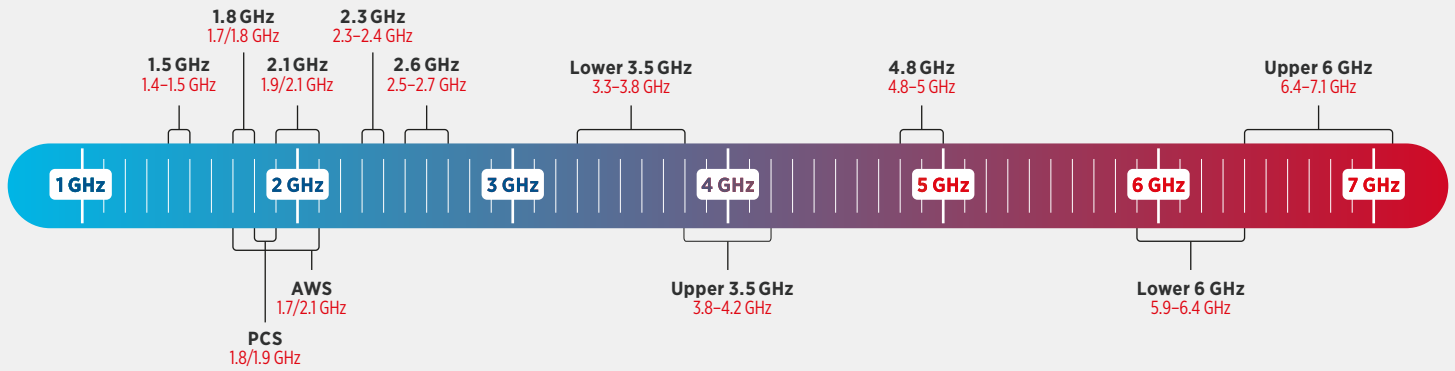 1.8 GHz
1.7/1.8 GHz
2.3 GHz
2.3–2.4 GHz
1.5 GHz
1.4–1.5 GHz
2.1 GHz
1.9/2.1 GHz
2.6 GHz
2.5–2.7 GHz
Lower 3.5 GHz
3.3–3.8 GHz
4.8 GHz
4.8–5 GHz
Upper 6 GHz
6.4–7.1 GHz
1 GHz
2 GHz
3 GHz
4 GHz
5 GHz
6 GHz
7 GHz
AWS
1.7/2.1 GHz
PCS
1.8/1.9 GHz
Upper 3.5 GHz
3.8–4.2 GHz
Lower 6 GHz
5.9–6.4 GHz